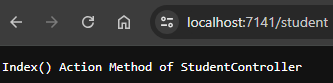 localhost:7141/student
Index() Action Method of StudentController